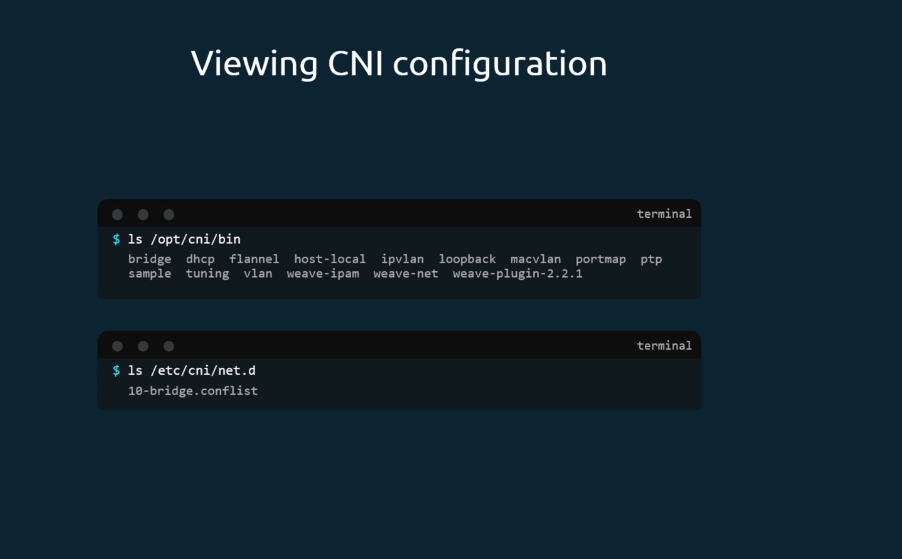 Viewing CNI configuration
terminal
$ ls /opt/cni/bin
bridge dhcp flannel host-local ipvlan loopback macvlan portmap ptp
sample tuning vlan weave-ipam weave-net weave-plugin-2.2.1
terminal
$ ls /etc/cni/net.d
10-bridge.conflist